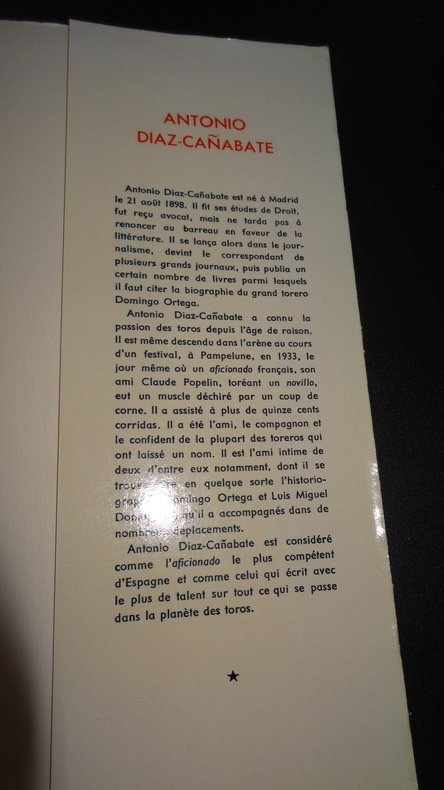 ANTONIO
DIAZ-CAÑABATE
Antonio Diaz-Cañabate est né à Madrid
le 21 août 1898. Il fit ses études de Droit,
fut reçu avocat, mais ne tarda pas à
renoncer au barreau en faveur de la
littérature. Il se lança alors dans le jour-
nalisme, devint le correspondant de
plusieurs grands journaux, puis publia un
certain nombre de livres parmi lesquels
il faut citer la biographie du grand torero
Domingo Ortega.
Antonio Diaz-Cañabate a connu la
passion des toros depuis l'âge de raison.
Il est même descendu dans l'arène au cours
d'un festival, à Pampelune, en 1933, le
jour même où un aficionado français, son
ami Claude Popelin, toréant un novillo,
eut un muscle déchiré par un coup de
corne. Il a assisté à plus de quinze cents
corridas. Il a été l'ami, le compagnon et
le confident de la plupart des toreros qui
ont laissé un nom. Il est l'ami intime de
deux d'entre eux notamment, dont il se
en quelque sorte l'historio-
Domingo Ortega et Luis Miguel
qu'il a accompagnés dans de
nombreux déplacements.
Antonio Diaz-Cañabate est considéré
comme l'aficionado le plus compétent
d'Espagne et comme celui qui écrit avec
le plus de talent sur tout ce qui se passe
dans la planète des toros.